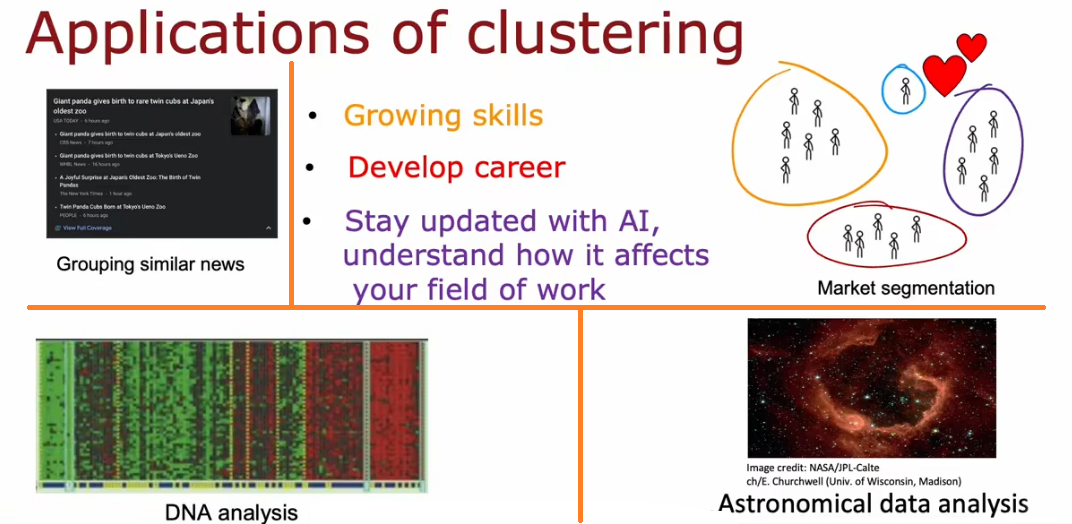 Applications of clustering
Giant panda gives birth to rare twin cubs at Japan's
oldest zoo
USA TODAY • 6 hours ago
• Giant panda gives birth to twin cubs at Japan's oldest zoo
CBS News • 7 hours ago
• Giant panda gives birth to twin cubs at Tokyo's Ueno Zoo
WHBL News • 16 hours ago
• A Joyful Surprise at Japan's Oldest Zoo: The Birth of Twin
Pandas
The New York Times • 1 hour ago
• Twin Panda Cubs Born at Tokyo's Ueno Zoo
PEOPLE • 6 hours ago
View Full Coverage
Grouping similar news
• Growing skills
• Develop career
• Stay updated with AI,
understand how it affects
your field of work
Market segmentation
DNA analysis
Image credit: NASA/JPL-Calte
ch/E. Churchwell (Univ. of Wisconsin, Madison)
Astronomical data analysis